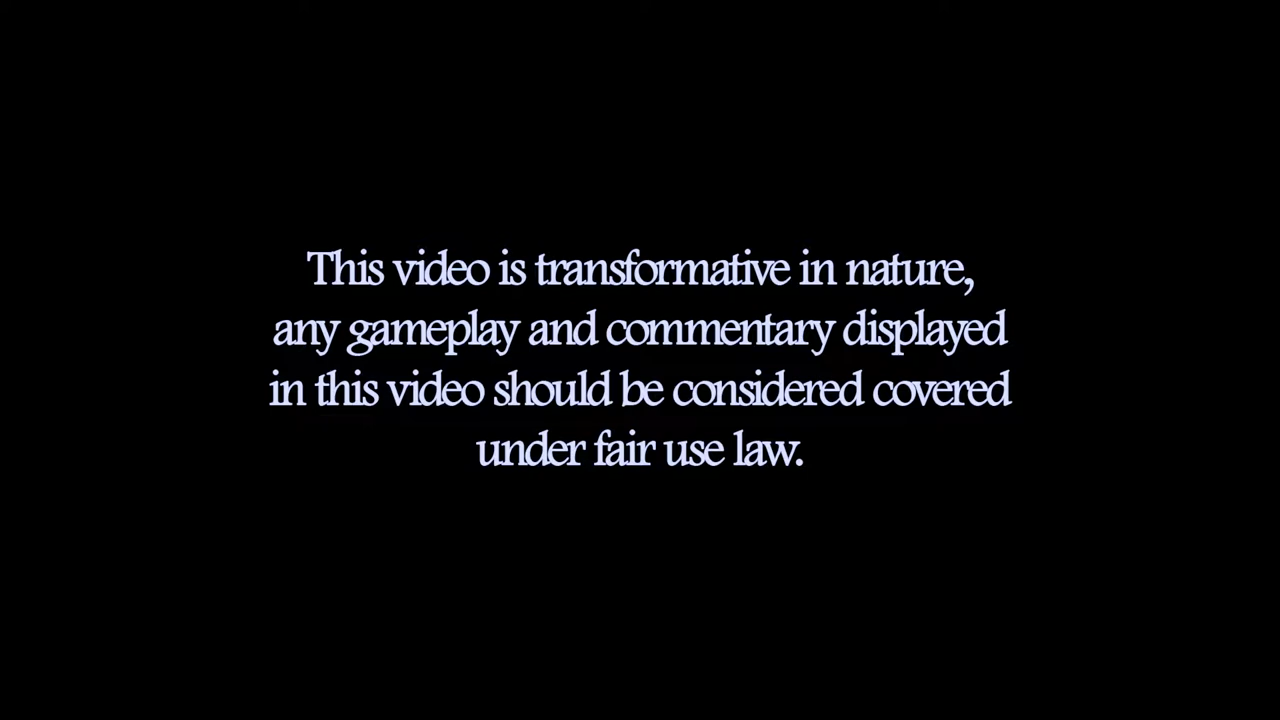 This video is transformative in nature,
any gameplay and commentary displayed
in this video should be considered covered
under fair use law.